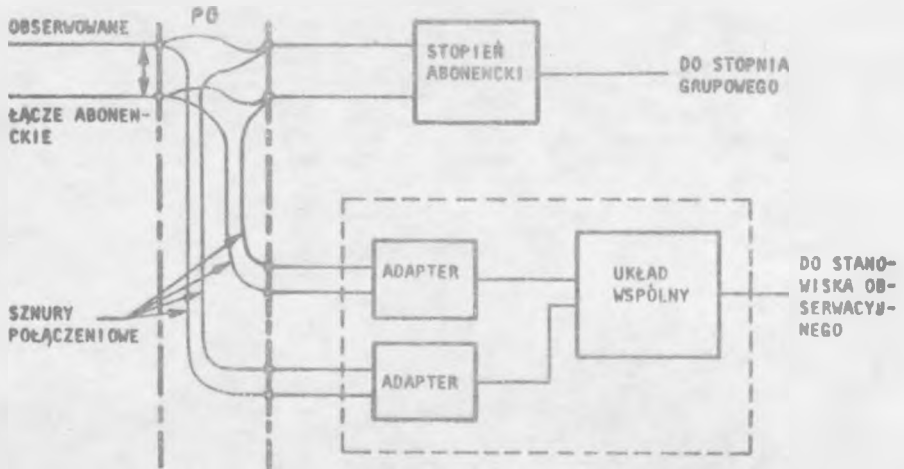 OBSERWOWANE
PG
ŁĄCZE ABONEN-
CKIE
STOPIEŃ
ABONENCKI
DO STOPNIA
GRUPOWEGO
ADAPTER
UKŁAD
WSPÓLNY
DO STANO-
WISKA OB-
SERWACYJ-
NEGO
SZNURY
POŁĄCZENIOWE
ADAPTER